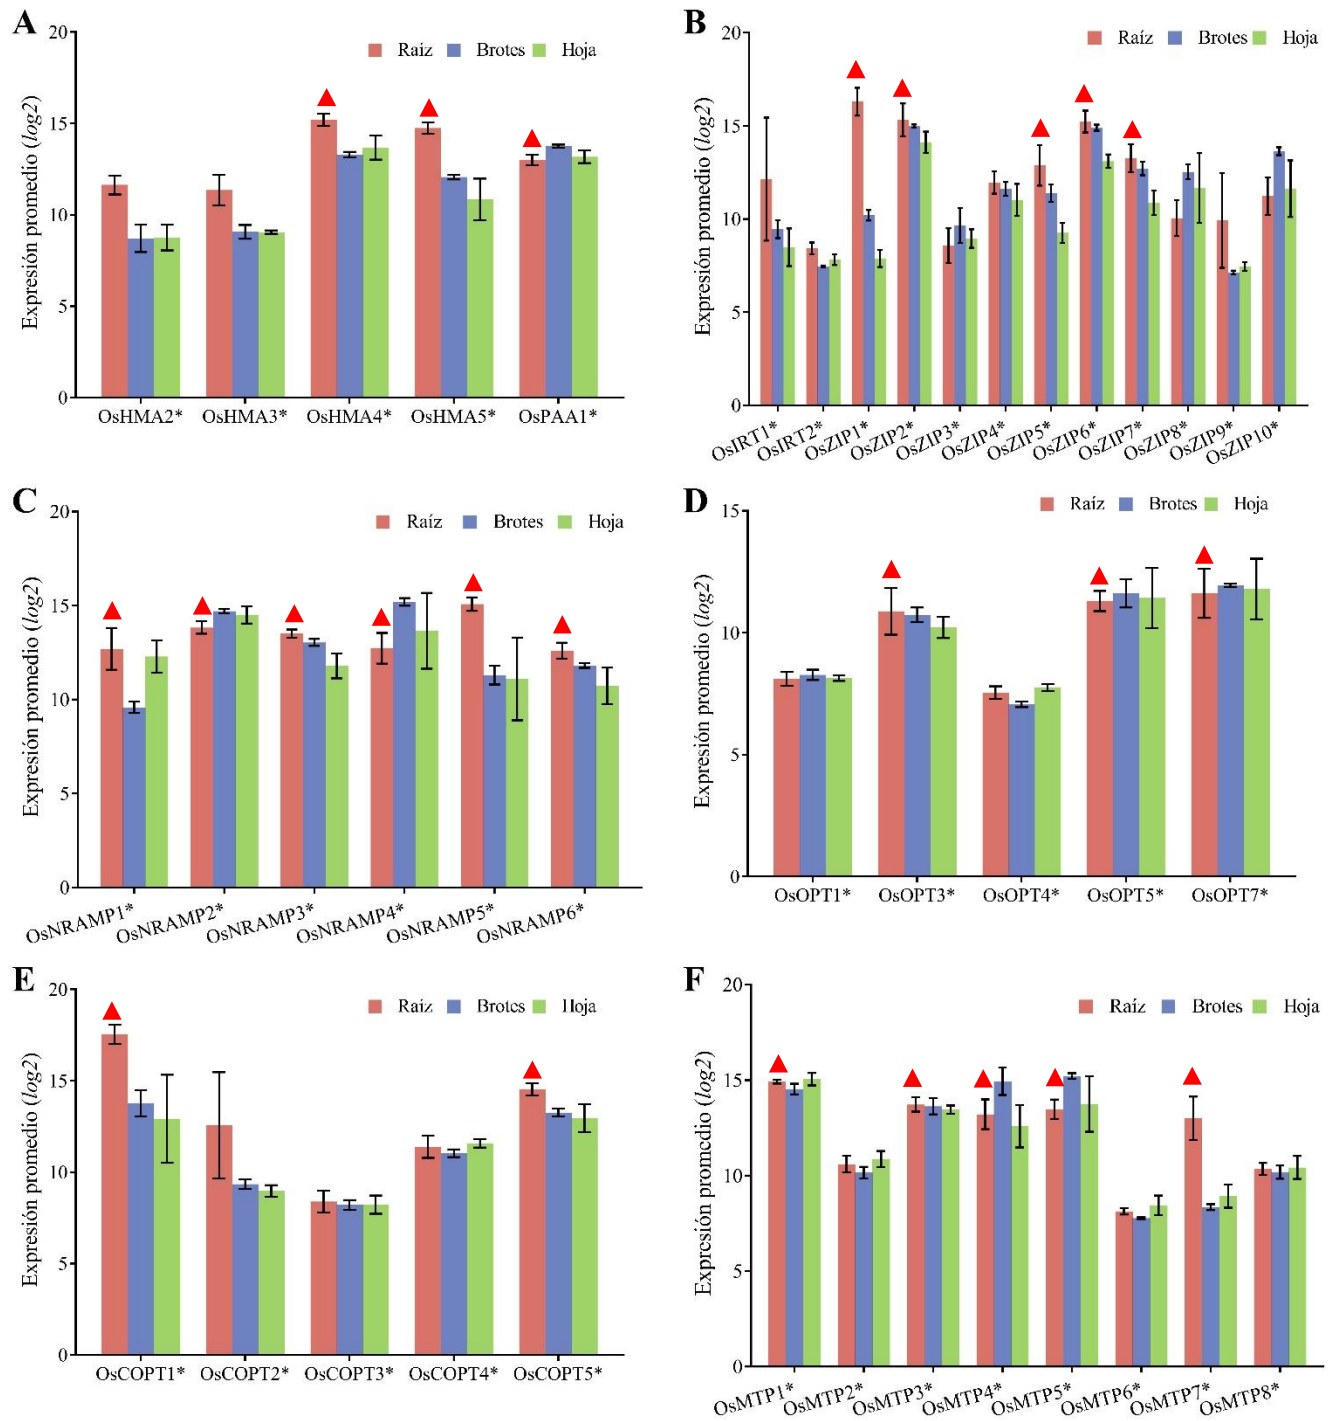 A
Expresión promedio (log2)
20
15
10
5
0
Raíz Brotes Hoja
OsHMA2* OsHMA3* OsHMA4* OsHMA5* OsPAA1*
B
Expresión promedio (log2)
20
15
10
5
0
Raíz Brotes Hoja
OsIRT1* OsIRT2* OsZIP1* OsZIP2* OsZIP3* OsZIP4* OsZIP5* OsZIP6* OsZIP7* OsZIP8* OsZIP9* OsZIP10*
C
Expresión promedio (log2)
20
15
10
5
0
Raíz Brotes Hoja
OsNRAMP1* OsNRAMP2* OsNRAMP3* OsNRAMP4* OsNRAMP5* OsNRAMP6*
D
Expresión promedio (log2)
15
10
5
0
Raíz Brotes Hoja
OsOPT1* OsOPT3* OsOPT4* OsOPT5* OsOPT7*
E
Expresión promedio (log2)
20
15
10
5
0
Raíz Brotes Hoja
OsCOPT1* OsCOPT2* OsCOPT3* OsCOPT4* OsCOPT5*
F
Expresión promedio (log2)
20
15
10
5
0
Raíz Brotes Hoja
OsMTP1* OsMTP2* OsMTP3* OsMTP4* OsMTP5* OsMTP6* OsMTP7* OsMTP8*